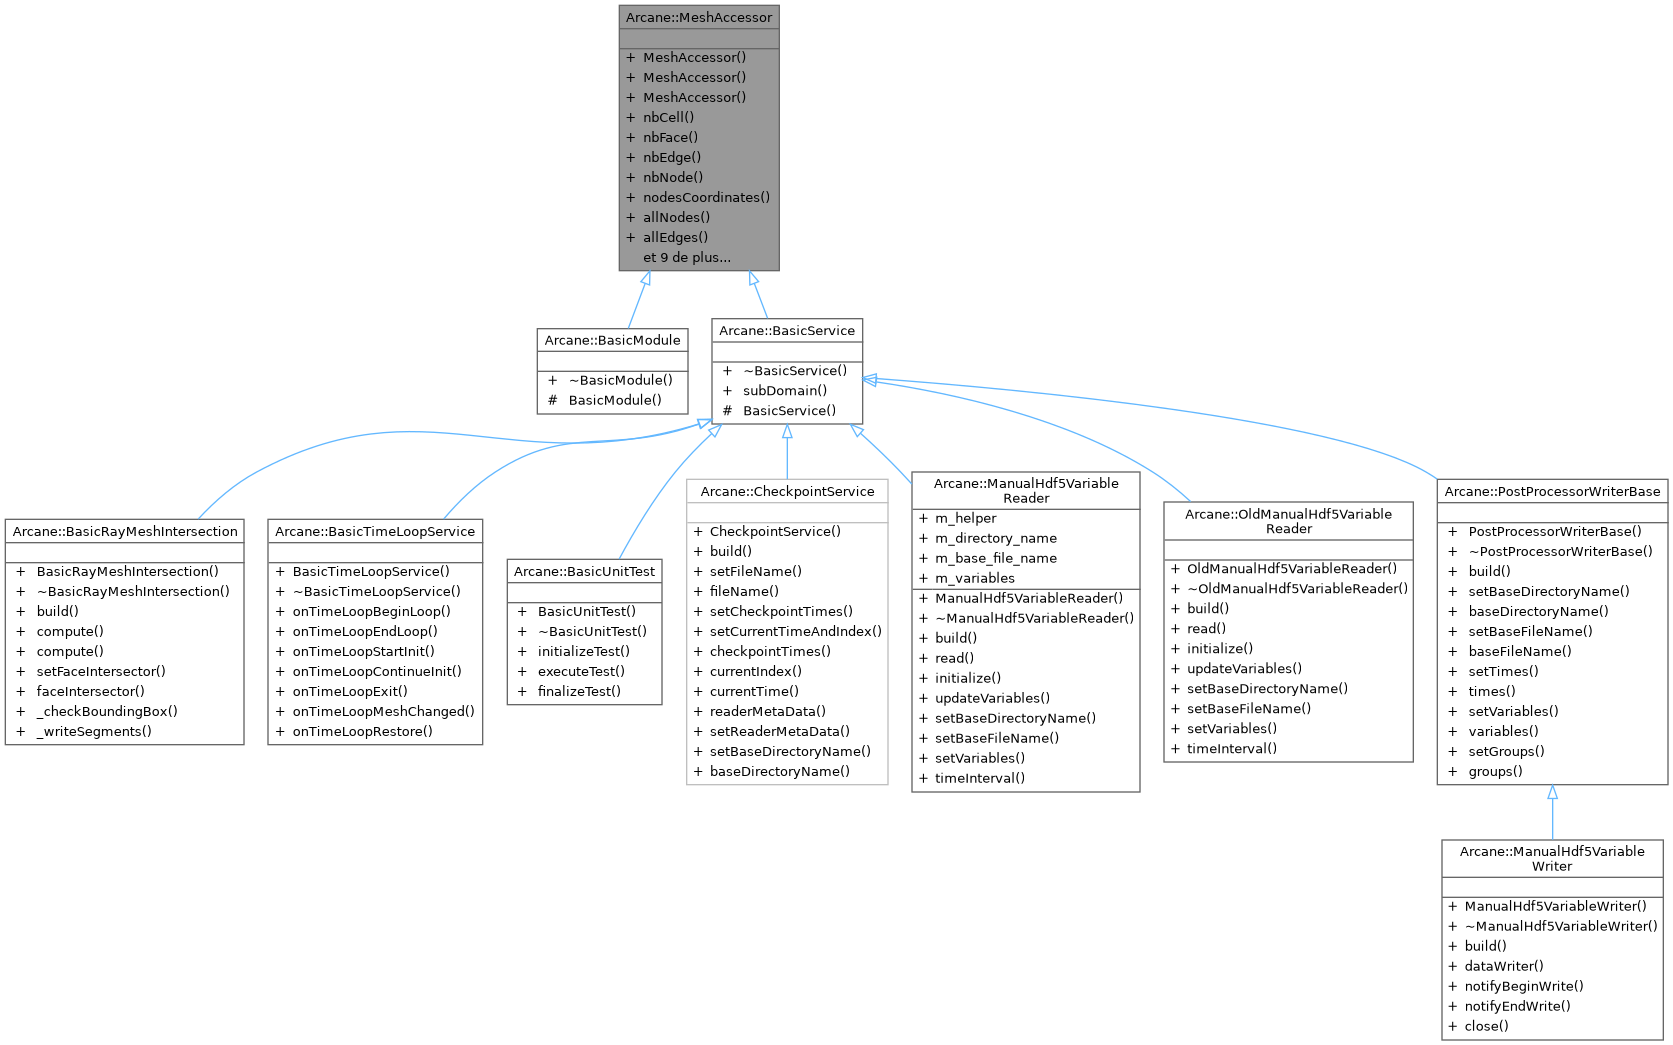 Arcane::MeshAccessor
+ MeshAccessor()
+ MeshAccessor()
+ MeshAccessor()
+ nbCell()
+ nbFace()
+ nbEdge()
+ nbNode()
+ nodesCoordinates()
+ allNodes()
+ allEdges()
et 9 de plus...
Arcane::BasicModule
+ ~BasicModule()
# BasicModule()
Arcane::BasicService
+ ~BasicService()
+ subDomain()
# BasicService()
Arcane::BasicRayMeshIntersection
+ BasicRayMeshIntersection()
+ ~BasicRayMeshIntersection()
+ build()
+ compute()
+ compute()
+ setFaceIntersector()
+ faceIntersector()
+ _checkBoundingBox()
+ _writeSegments()
Arcane::BasicTimeLoopService
+ BasicTimeLoopService()
+ ~BasicTimeLoopService()
+ onTimeLoopBeginLoop()
+ onTimeLoopEndLoop()
+ onTimeLoopStartInit()
+ onTimeLoopContinueInit()
+ onTimeLoopExit()
+ onTimeLoopMeshChanged()
+ onTimeLoopRestore()
Arcane::BasicUnitTest
+ BasicUnitTest()
+ ~BasicUnitTest()
+ initializeTest()
+ executeTest()
+ finalizeTest()
Arcane::CheckpointService
+ CheckpointService()
+ build()
+ setFileName()
+ fileName()
+ setCheckpointTimes()
+ setCurrentTimeAndIndex()
+ checkpointTimes()
+ currentIndex()
+ currentTime()
+ readerMetaData()
+ setReaderMetaData()
+ setBaseDirectoryName()
+ baseDirectoryName()
Arcane::ManualHdf5Variable
Reader
+ m_helper
+ m_directory_name
+ m_base_file_name
+ m_variables
+ ManualHdf5VariableReader()
+ ~ManualHdf5VariableReader()
+ build()
+ read()
+ initialize()
+ updateVariables()
+ setBaseDirectoryName()
+ setBaseFileName()
+ setVariables()
+ timeInterval()
Arcane::OldManualHdf5Variable
Reader
+ OldManualHdf5VariableReader()
+ ~OldManualHdf5VariableReader()
+ build()
+ read()
+ initialize()
+ updateVariables()
+ setBaseDirectoryName()
+ setBaseFileName()
+ setVariables()
+ timeInterval()
Arcane::PostProcessorWriterBase
+ PostProcessorWriterBase()
+ ~PostProcessorWriterBase()
+ build()
+ setBaseDirectoryName()
+ baseDirectoryName()
+ setBaseFileName()
+ baseFileName()
+ setTimes()
+ times()
+ setVariables()
+ variables()
+ setGroups()
+ groups()
Arcane::ManualHdf5Variable
Writer
+ ManualHdf5VariableWriter()
+ ~ManualHdf5VariableWriter()
+ build()
+ dataWriter()
+ notifyBeginWrite()
+ notifyEndWrite()
+ close()